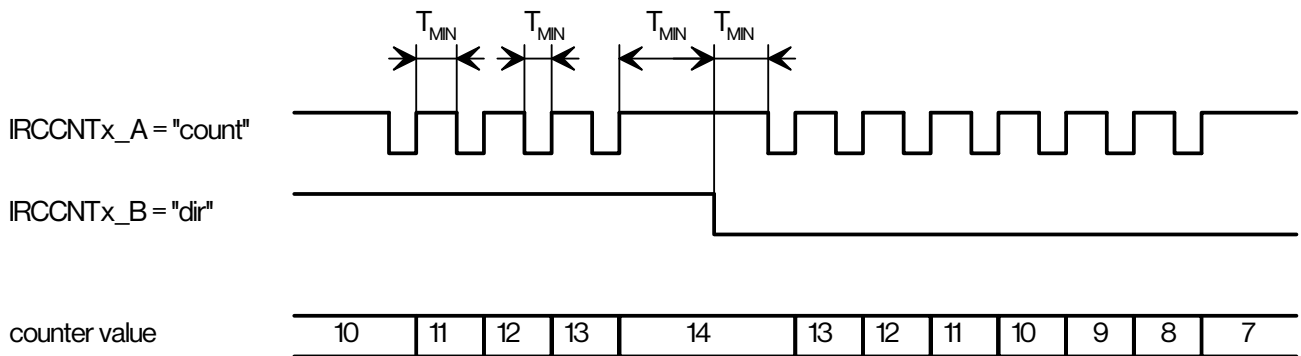 TMIN TMIN TMIN TMIN
IRCCNTx_A = "count"
IRCCNTx_B = "dir"
counter value 10 11 12 13 14 13 12 11 10 9 8 7